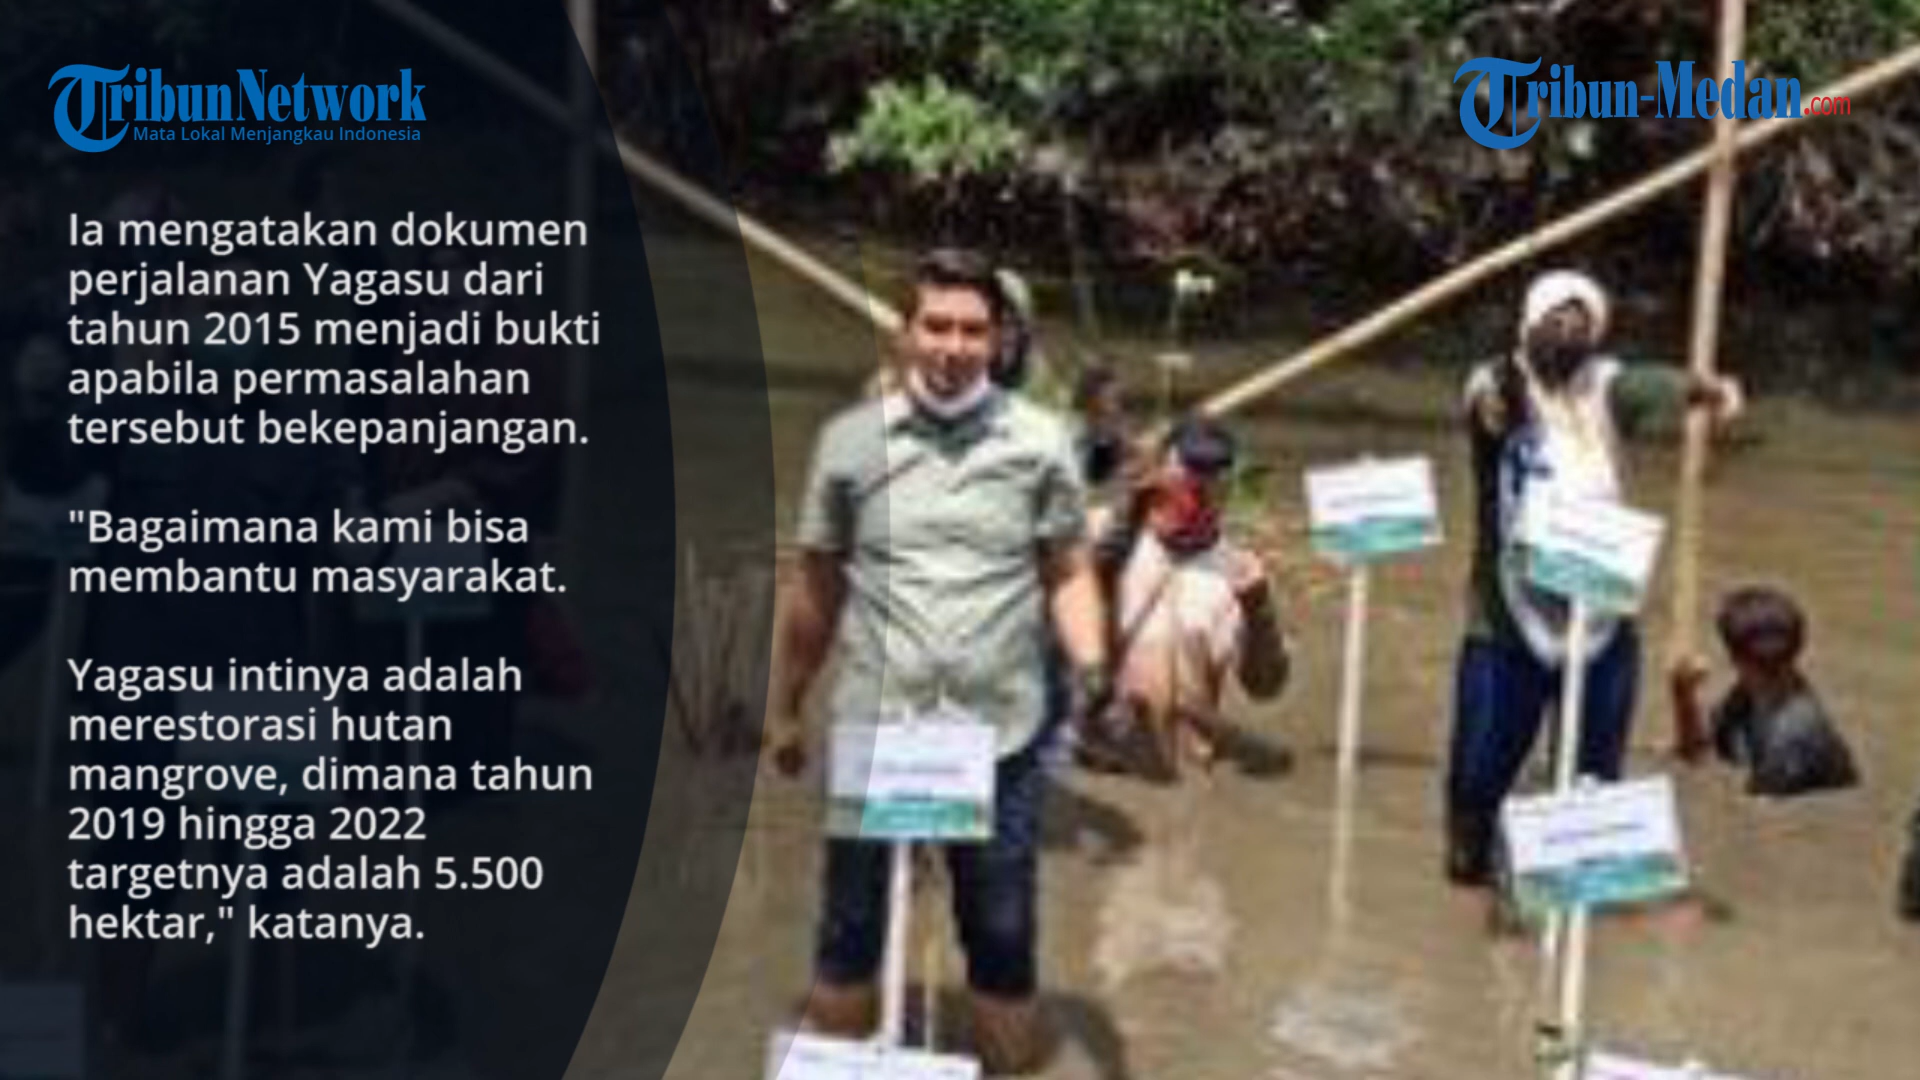 TribunNetwork
Mata Lokal Menjangkau Indonesia
Tribun-Medan.com
Ia mengatakan dokumen
perjalanan Yagasu dari
tahun 2015 menjadi bukti
apabila permasalahan
tersebut bekepanjangan.
"Bagaimana kami bisa
membantu masyarakat.
Yagasu intinya adalah
merestorasi hutan
mangrove, dimana tahun
2019 hingga 2022
targetnya adalah 5.500
hektar," katanya.